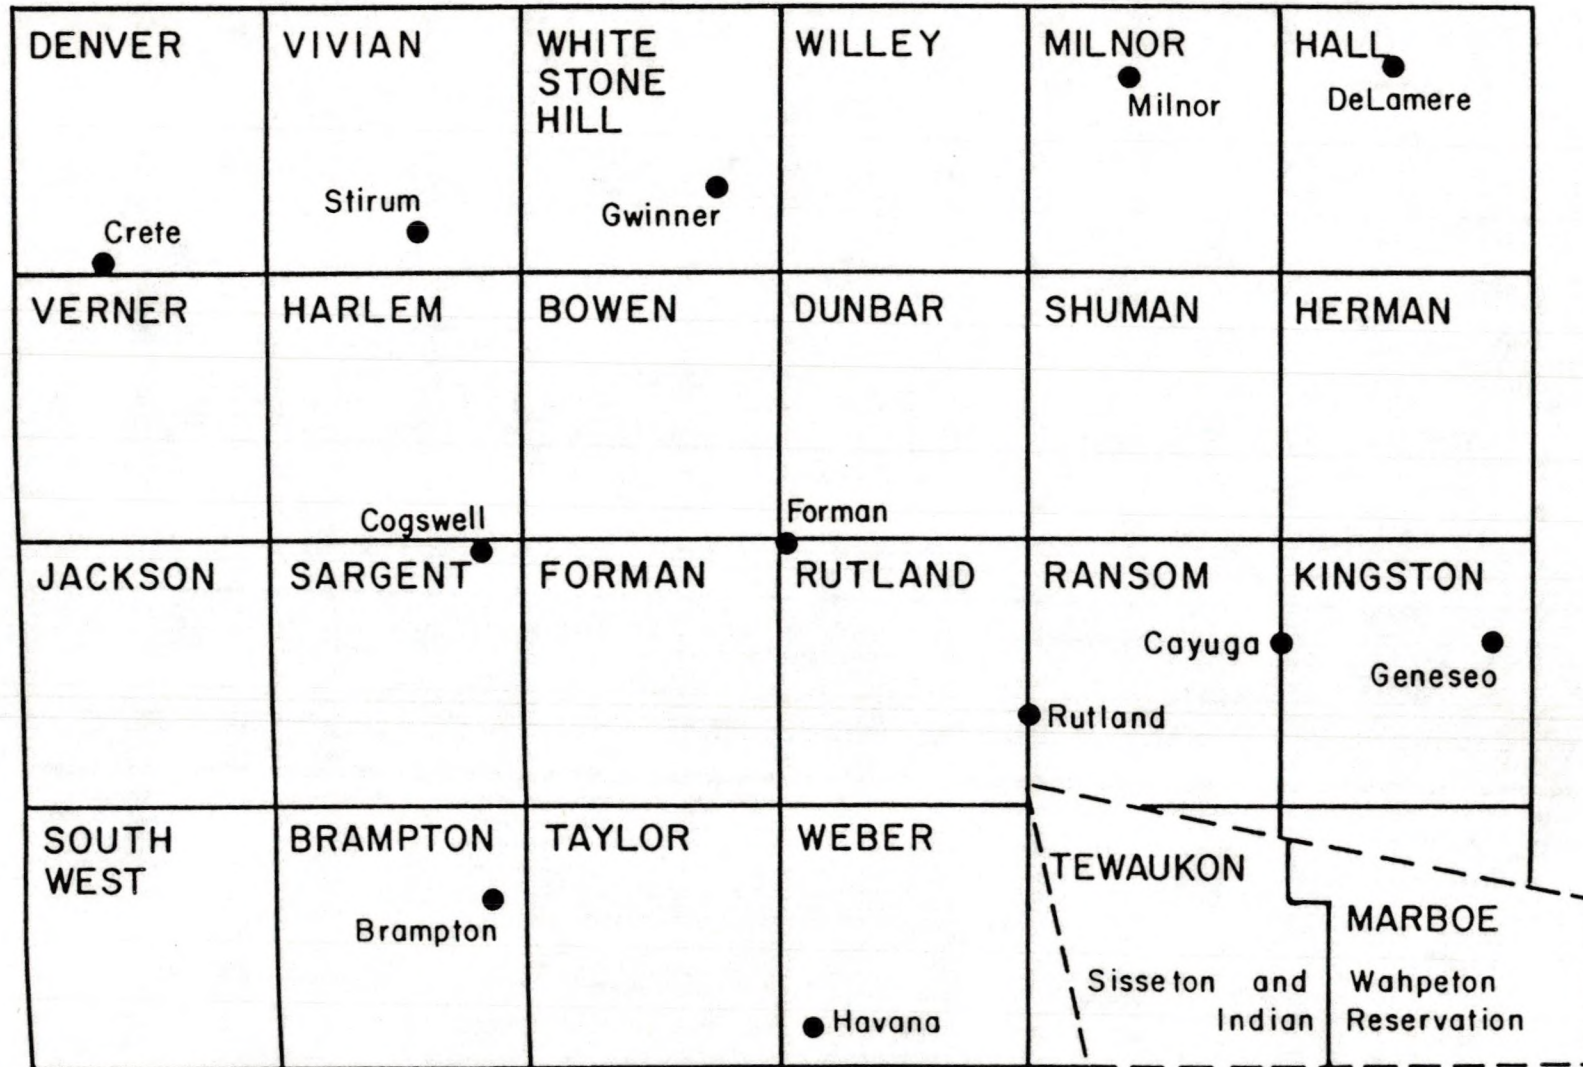 DENVER
VIVIAN
WHITE
STONE
HILL
WILLEY
MILNOR
HALL
Milnor
DeLamere
Stirum
Gwinner
Crete
VERNER
HARLEM
BOWEN
DUNBAR
SHUMAN
HERMAN
Cogswell
Forman
JACKSON
SARGENT
FORMAN
RUTLAND
RANSOM
KINGSTON
Cayuga
Geneseo
Rutland
SOUTH
WEST
BRAMPTON
TAYLOR
WEBER
TEWAUKON
MARBOE
Brampton
Havana
Sisseton and Wahpeton
Indian Reservation